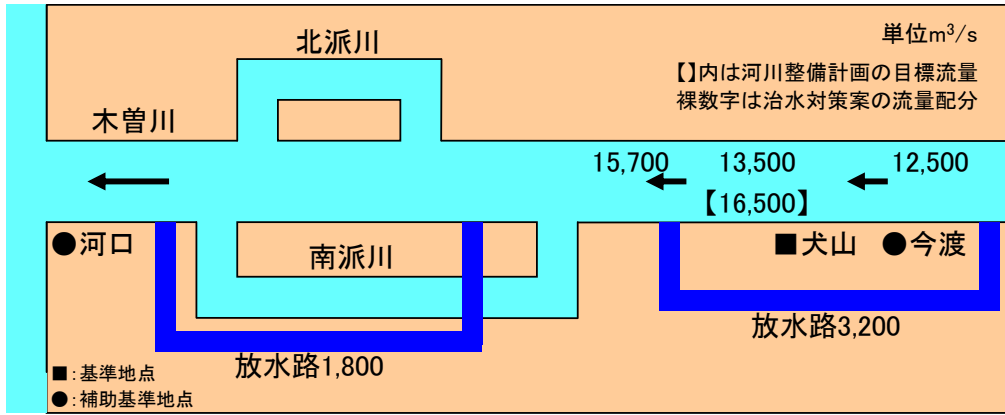 北派川
単位m³/s
【】内は河川整備計画の目標流量
裸数字は治水対策案の流量配分
木曽川
15,700
13,500
12,500
【16,500】
●河口
南派川
■犬山
●今渡
放水路3,200
放水路1,800
■:基準地点
●:補助基準地点